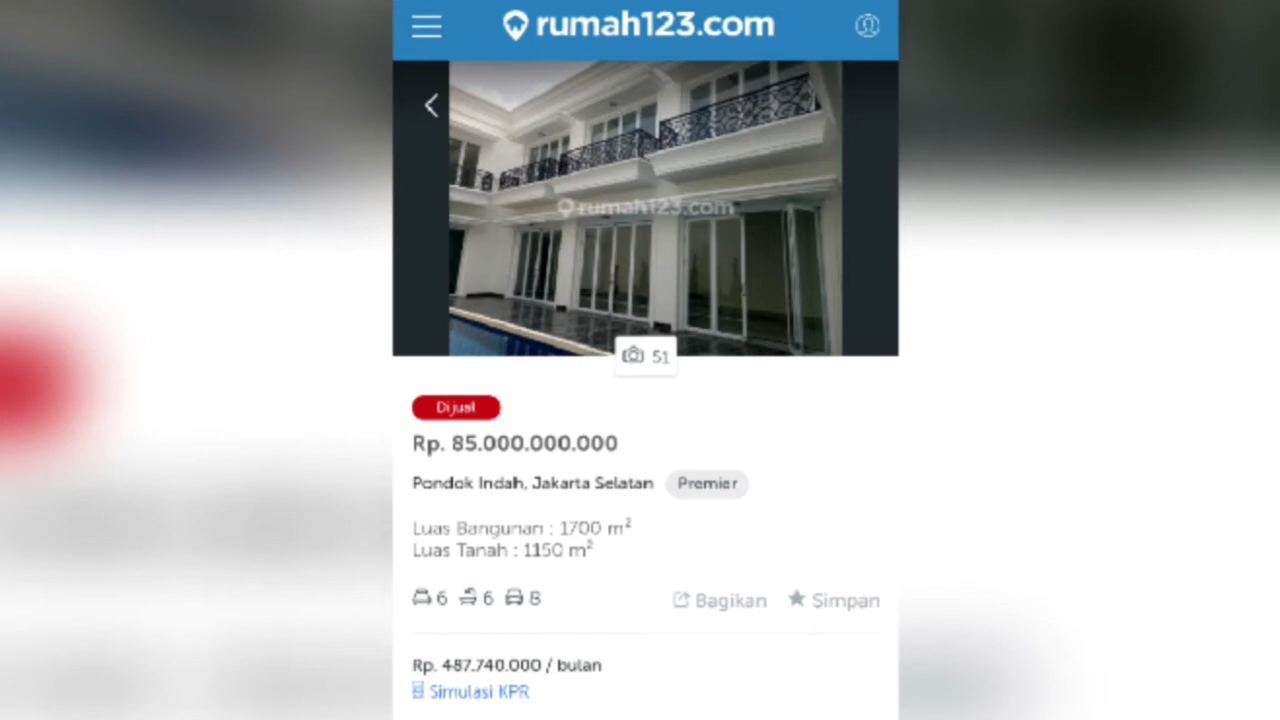 rumah123.com
rumah123.com
51
Dijual
Rp. 85.000.000.000
Pondok Indah, Jakarta Selatan Premier
Luas Bangunan : 1700 m²
Luas Tanah : 1150 m²
6 6 8 Bagikan Simpan
Rp. 487.740.000 / bulan
Simulasi KPR